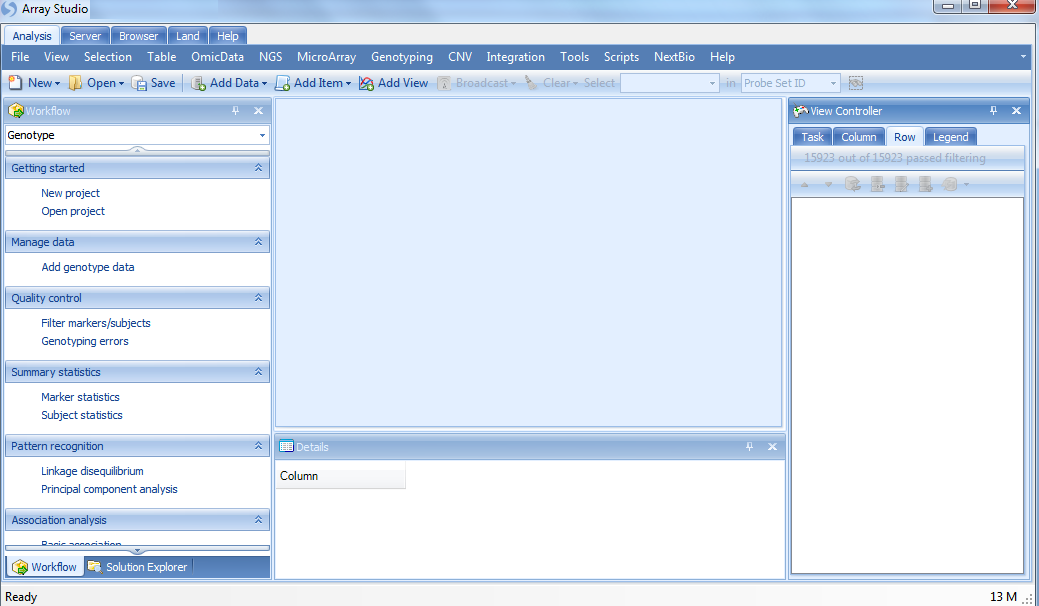 Array Studio
Analysis Server Browser Land Help
File View Selection Table OmicData NGS MicroArray Genotyping CNV Integration Tools Scripts NextBio Help
New Open Save Add Data Add Item Add View Broadcast Clear Select in Probe Set ID
Workflow
Genotype
Getting started
New project
Open project
Manage data
Add genotype data
Quality control
Filter markers/subjects
Genotyping errors
Summary statistics
Marker statistics
Subject statistics
Pattern recognition
Linkage disequilibrium
Principal component analysis
Association analysis
Basic association
Workflow Solution Explorer
Details
Column
View Controller
Task Column Row Legend
15923 out of 15923 passed filtering
Ready 13 M